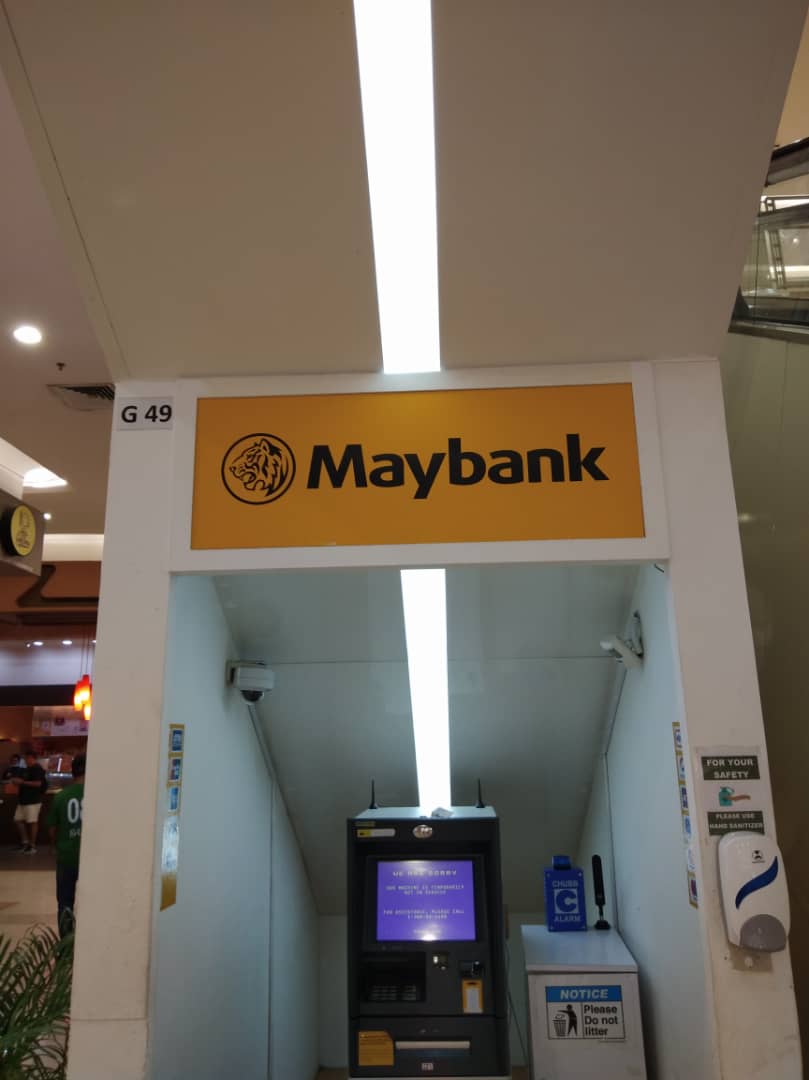 G 49
Maybank
FOR YOUR
SAFETY
PLEASE USE
HAND SANITIZER
WE ARE SORRY
OUR MACHINE IS TEMPORARILY
NOT IN SERVICE
FOR ASSISTANCE, PLEASE CALL
CHUBB
ALARM
NOTICE
Please
Do not
litter
08